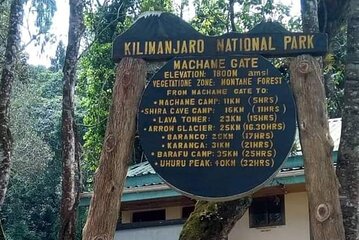 KILIMANJARO NATIONAL PARK
MACHAME GATE
ELEVATION: 1800M amsl
VEGETATIONE ZONE: MONTANE FOREST
FROM MACHAME GATE TO
• MACHAME CAMP: 11KM (5HRS)
• SHIRA CAVE CAMP: 16KM (11HRS)
• LAVA TOWER: 23KM (15HRS)
• ARROW GLACIER: 25KM (16.30HRS)
• BARANCO: 26KM (17HRS)
• KARANGA: 31KM (21HRS)
• BARAFU CAMP: 35KM (25HRS)
• UHURU PEAK: 40KM (32HRS)